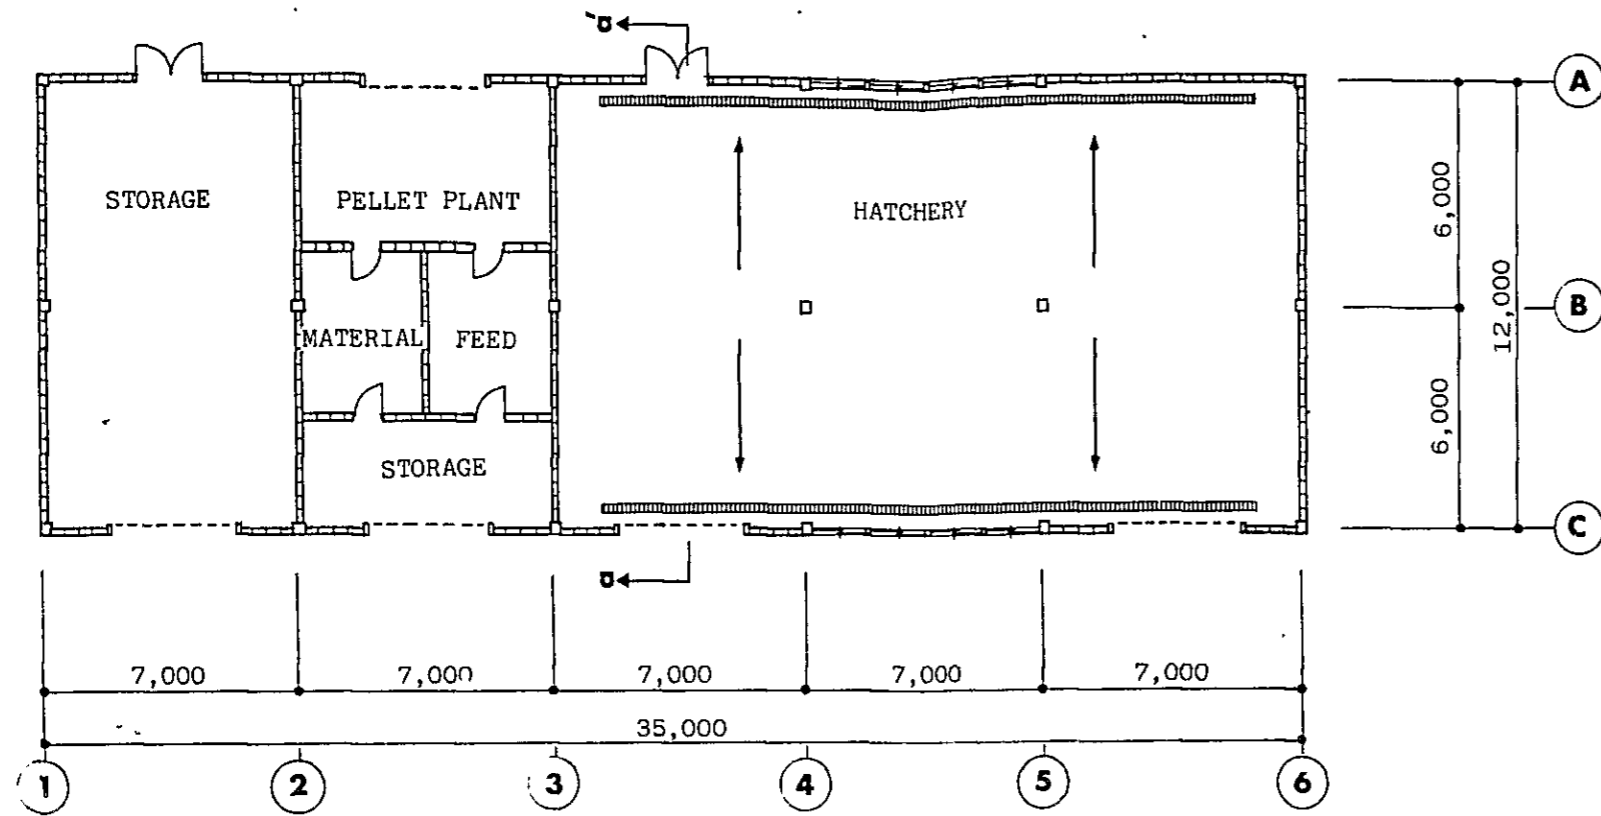 A
STORAGE
PELLET PLANT
HATCHERY
6,000
12,000
B
MATERIAL
FEED
6,000
STORAGE
C
7,000
7,000
7,000
7,000
7,000
35,000
1
2
3
4
5
6